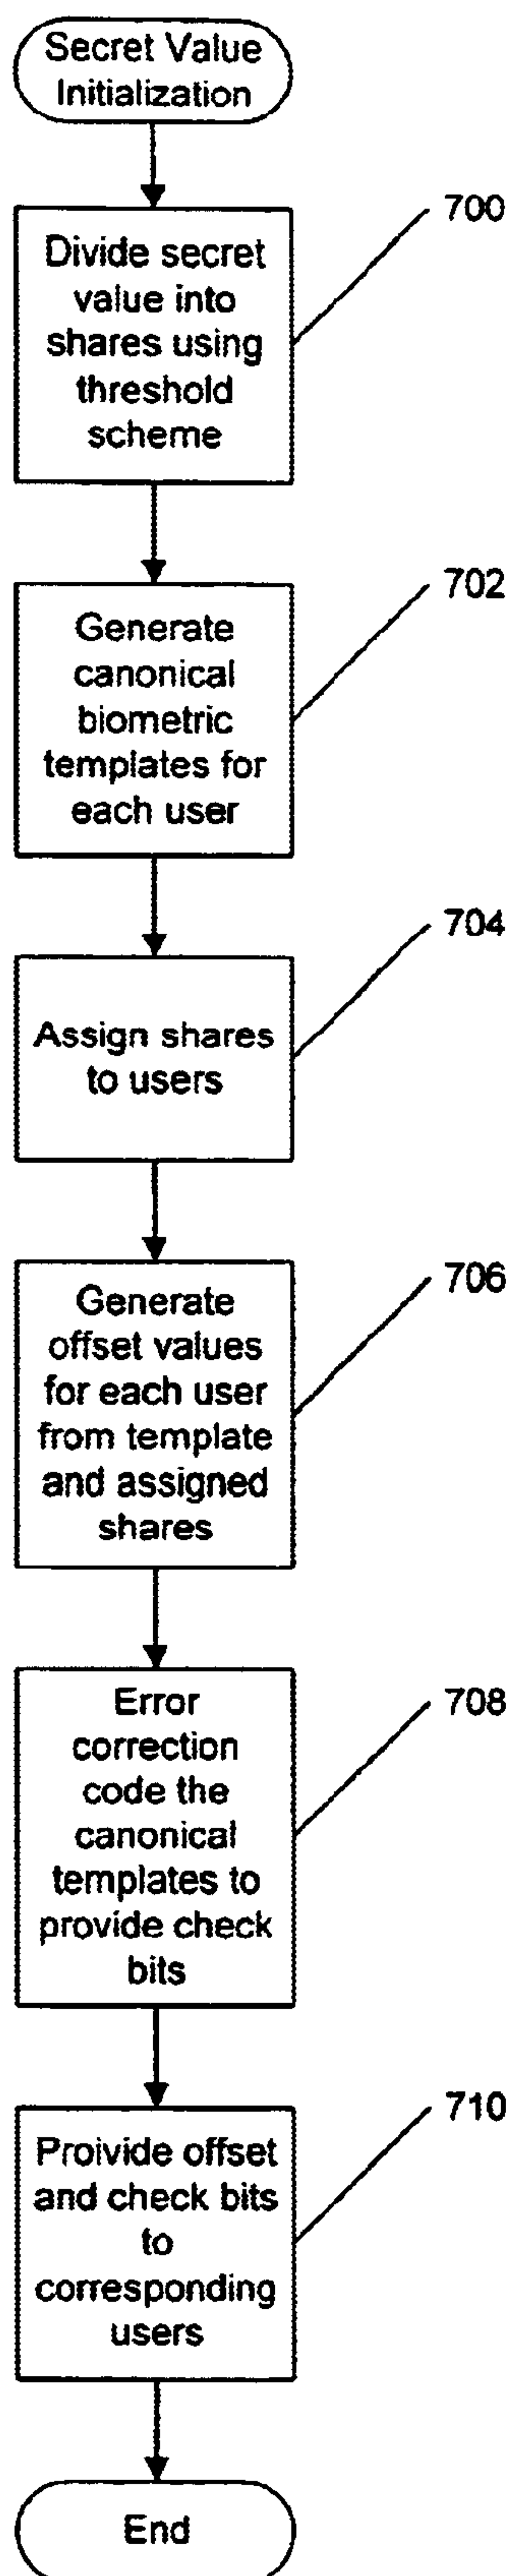 Secret Value
Initialization
700
Divide secret
value into
shares using
threshold
scheme
702
Generate
canonical
biometric
templates for
each user
704
Assign shares
to users
706
Generate
offset values
for each user
from template
and assigned
shares
708
Error
correction
code the
canonical
templates to
provide check
bits
710
Proivide offset
and check bits
to
corresponding
users
End